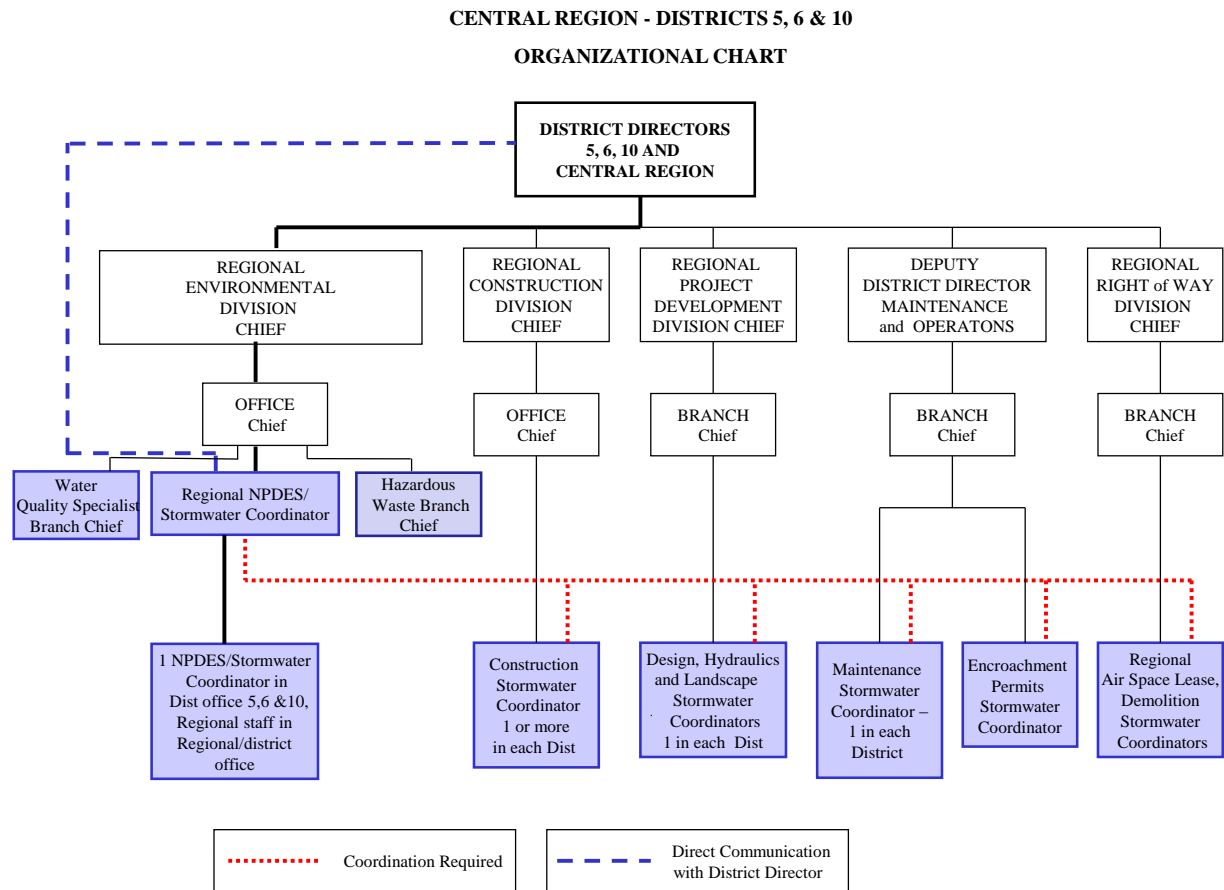 CENTRAL REGION - DISTRICTS 5, 6 & 10
ORGANIZATIONAL CHART
DISTRICT DIRECTORS
5, 6, 10 AND
CENTRAL REGION
REGIONAL
ENVIRONMENTAL
DIVISION
CHIEF
REGIONAL
CONSTRUCTION
DIVISION
CHIEF
REGIONAL
PROJECT
DEVELOPMENT
DIVISION CHIEF
DEPUTY
DISTRICT DIRECTOR
MAINTENANCE
and OPERATONS
REGIONAL
RIGHT of WAY
DIVISION
CHIEF
OFFICE
Chief
OFFICE
Chief
BRANCH
Chief
BRANCH
Chief
BRANCH
Chief
Water
Quality Specialist
Branch Chief
Regional NPDES/
Stormwater Coordinator
Hazardous
Waste Branch
Chief
1 NPDES/Stormwater
Coordinator in
Dist office 5,6 &10,
Regional staff in
Regional/district
office
Construction
Stormwater
Coordinator
1 or more
in each Dist
Design, Hydraulics
and Landscape
Stormwater
Coordinators
1 in each Dist
Maintenance
Stormwater
Coordinator –
1 in each
District
Encroachment
Permits
Stormwater
Coordinator
Regional
Air Space Lease,
Demolition
Stormwater
Coordinators
Coordination Required
Direct Communication
with District Director